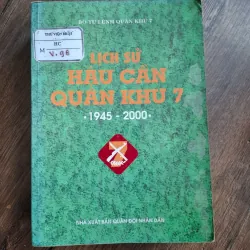 BỘ TƯ LỆNH QUÂN KHU 7
LỊCH SỬ
HẬU CẦN
QUÂN KHU 7
• 1945 - 2000 •
NHÀ XUẤT BẢN QUÂN ĐỘI NHÂN DÂN